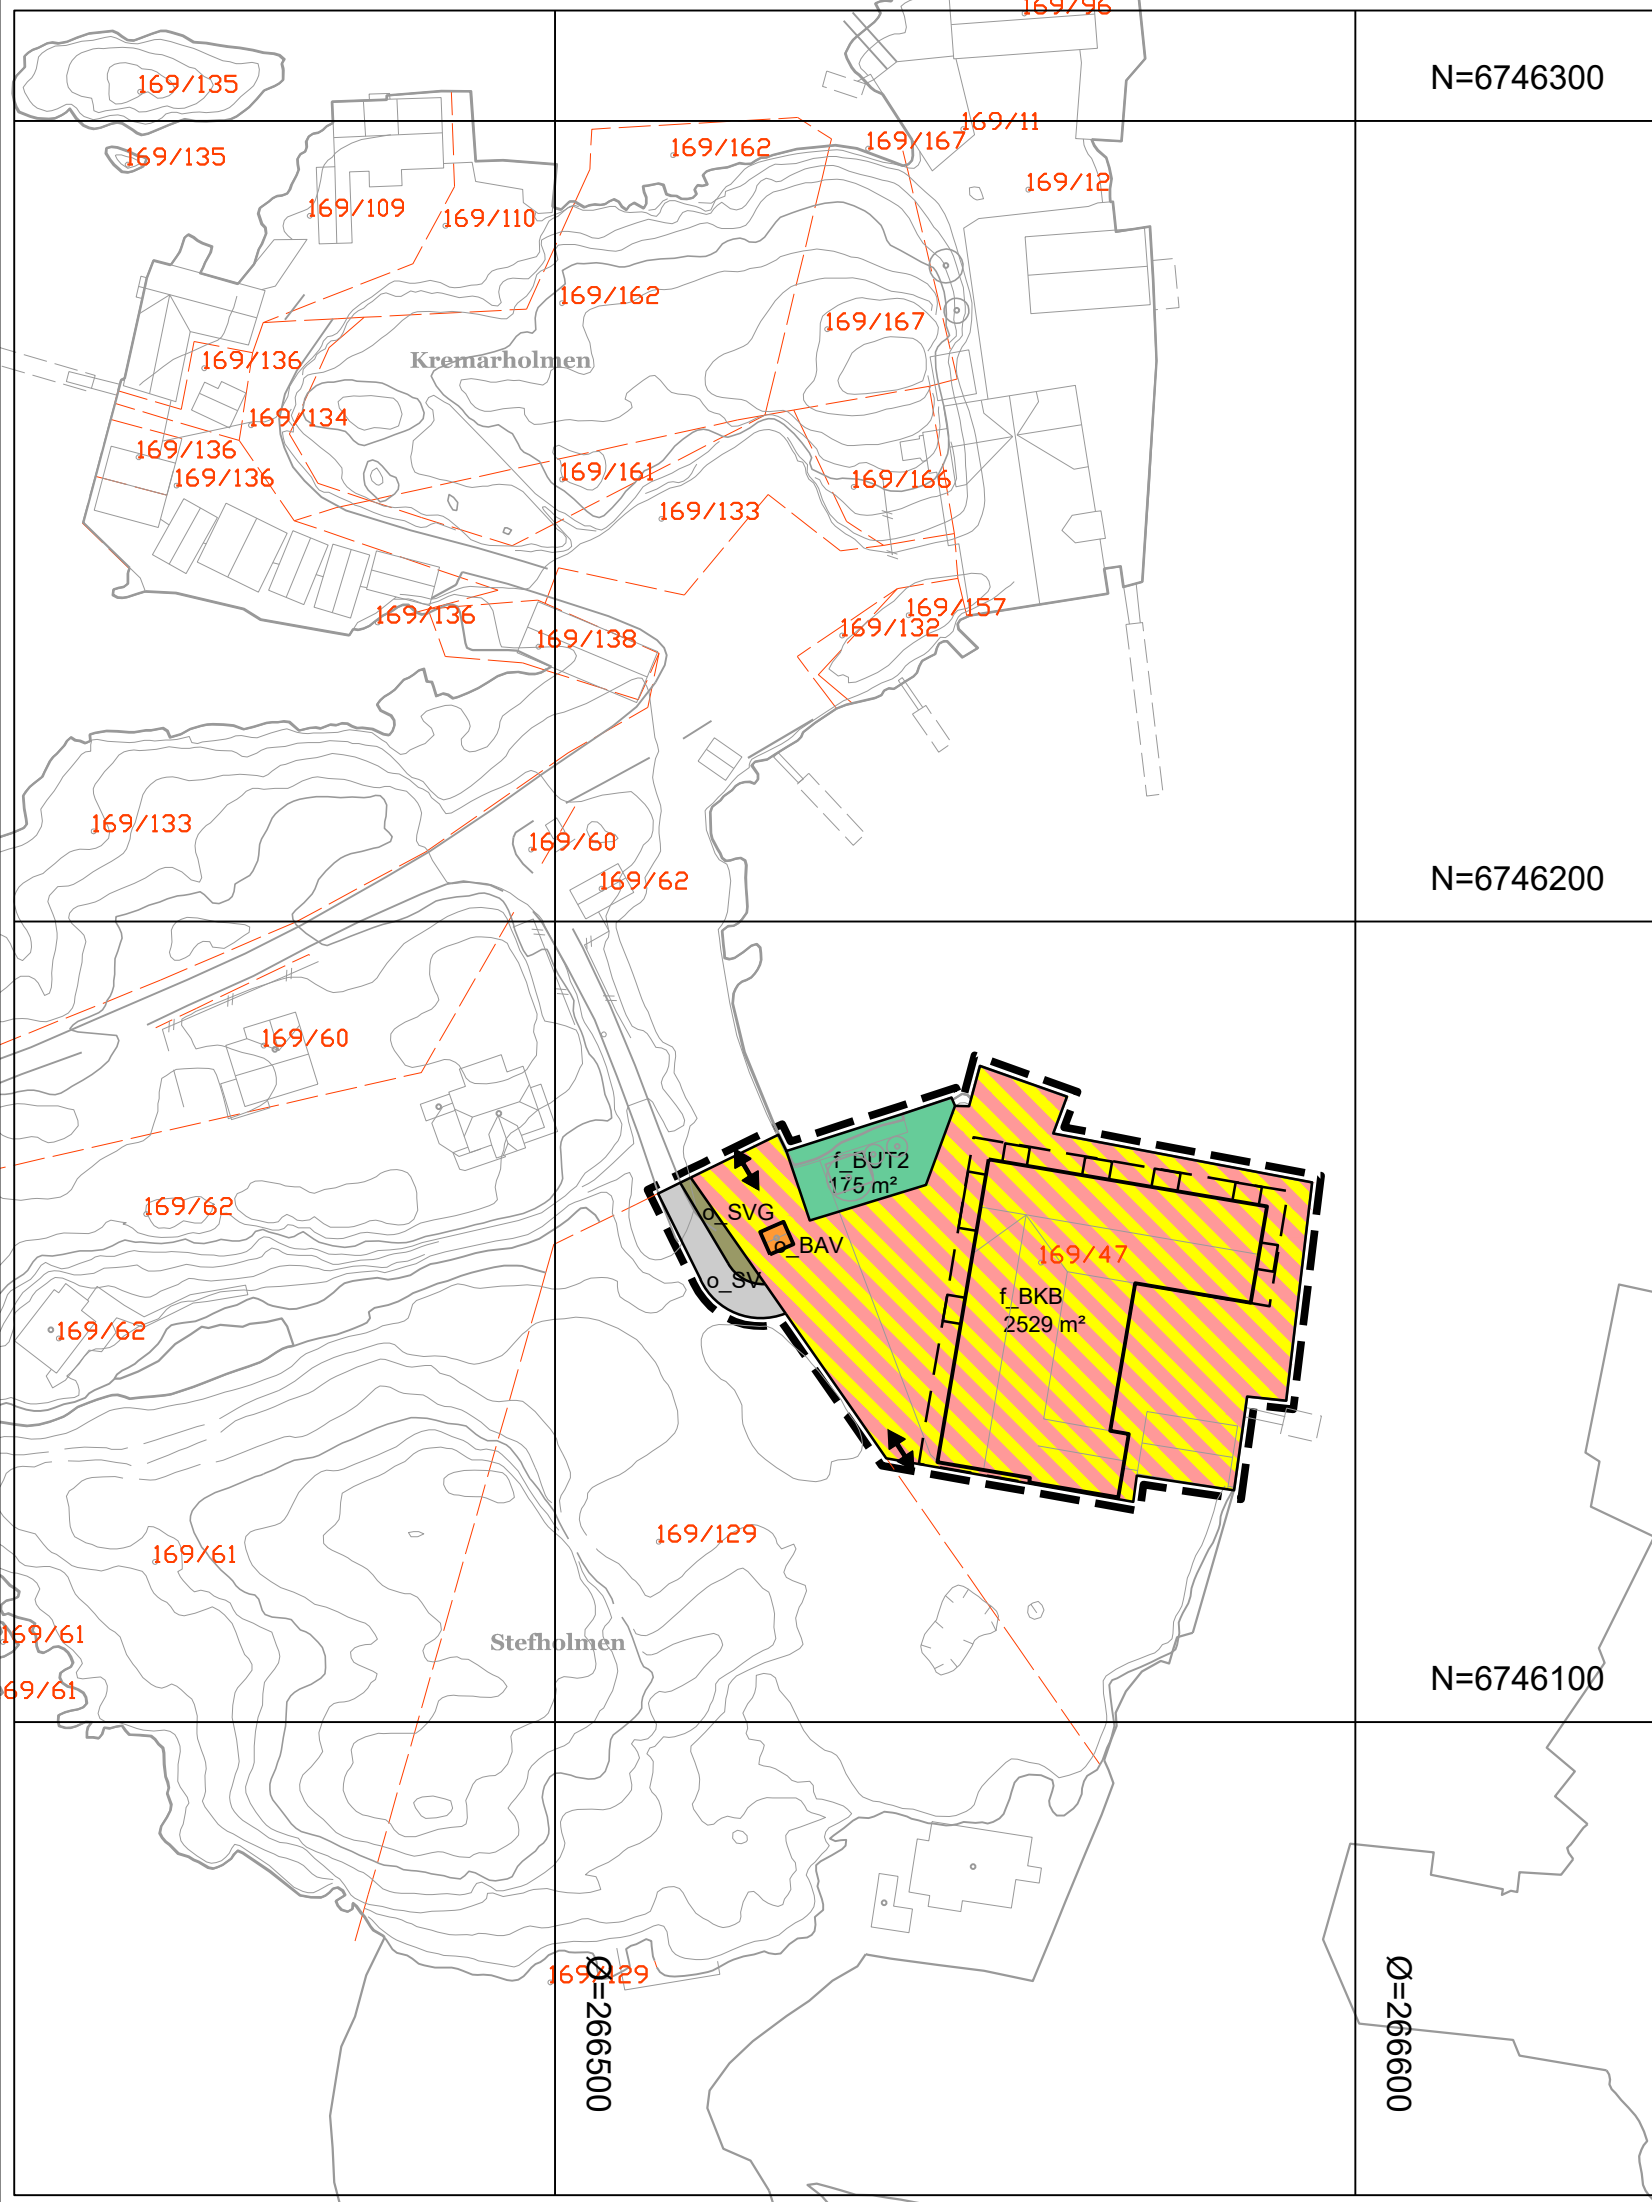 169/96
N=6746300
169/135
169/11
169/167
169/162
169/135
169/12
169/109
169/110
169/162
169/167
Kremarholmen
169/136
169/134
169/136
169/136
169/161
169/166
169/133
169/157
169/136
169/132
169/138
169/133
169/60
169/62
N=6746200
169/60
f_BUT2
175 m²
169/62
o_SVG
o_BAV
169/47
o_SV
f_BKB
2529 m²
169/62
169/129
169/61
169/61
Stefholmen
N=6746100
69/61
169/129
Ø=266500
Ø=266600